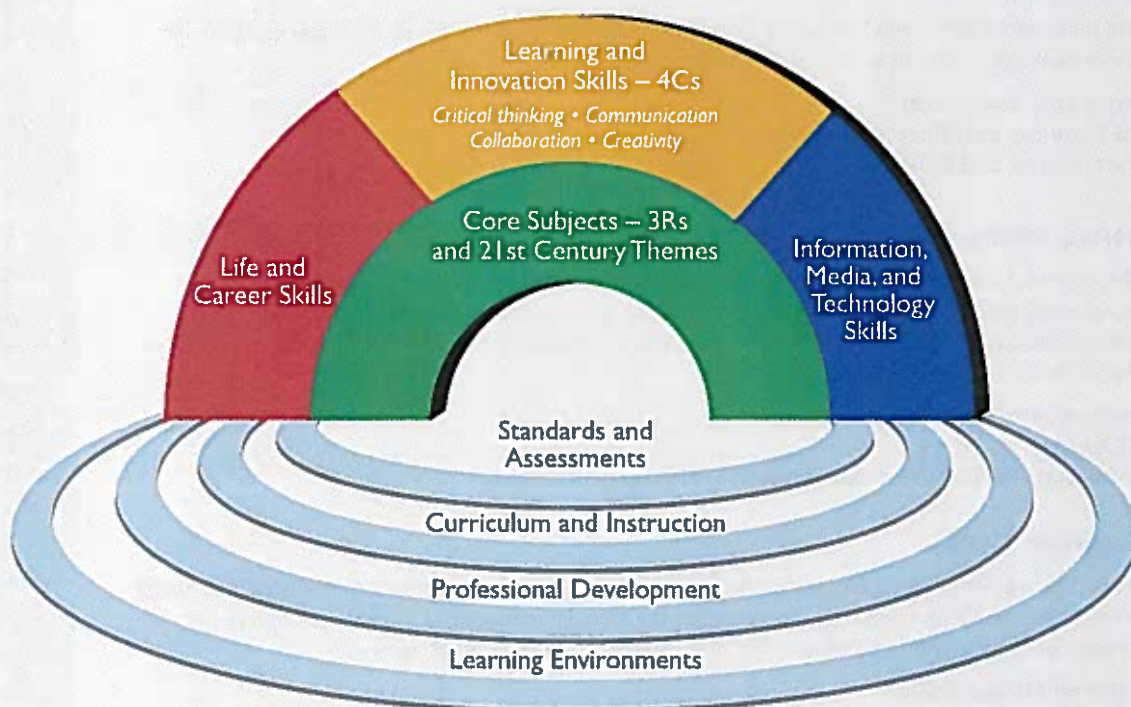 Learning and
Innovation Skills – 4Cs
Critical thinking • Communication
Collaboration • Creativity
Core Subjects – 3Rs
and 21st Century Themes
Life and
Career Skills
Information,
Media, and
Technology
Skills
Standards and
Assessments
Curriculum and Instruction
Professional Development
Learning Environments